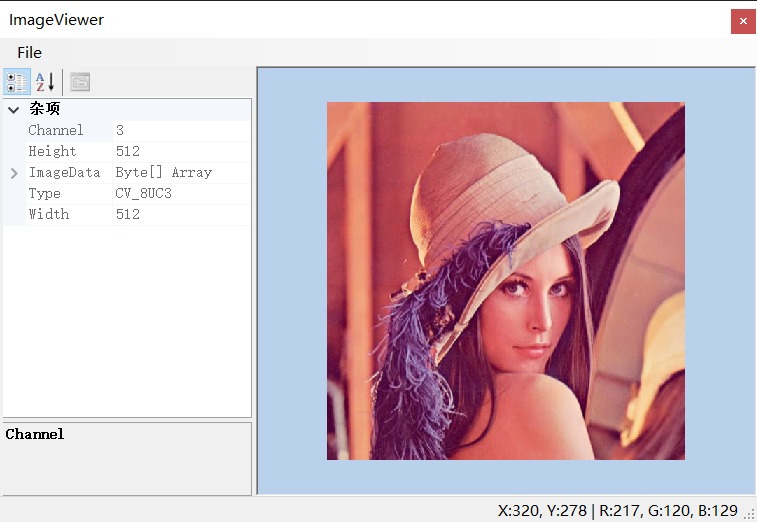 ImageViewer
File
杂项
Channel 3
Height 512
ImageData Byte[] Array
Type CV_8UC3
Width 512
Channel
X:320, Y:278 | R:217, G:120, B:129